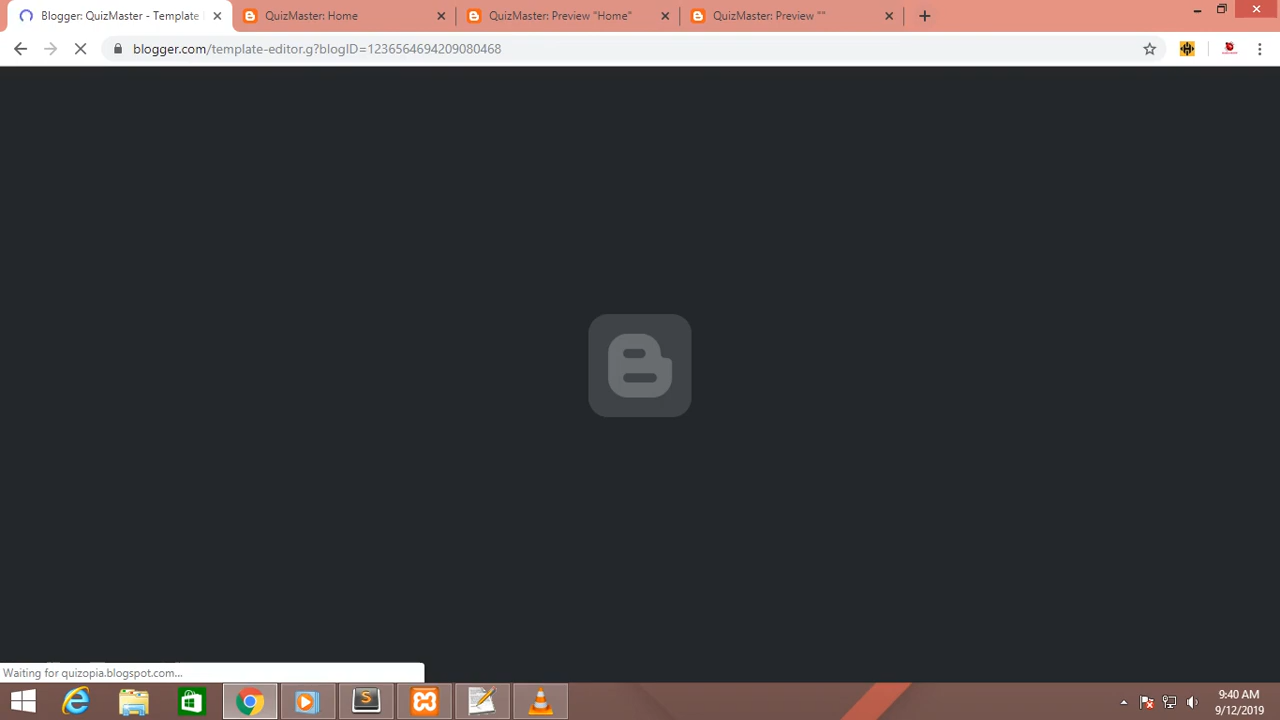 Blogger: QuizMaster - Template
QuizMaster: Home
QuizMaster: Preview "Home"
QuizMaster: Preview ""
blogger.com/template-editor.g?blogID=1236564694209080468
Waiting for quizopia.blogspot.com...
9:40 AM
9/12/2019